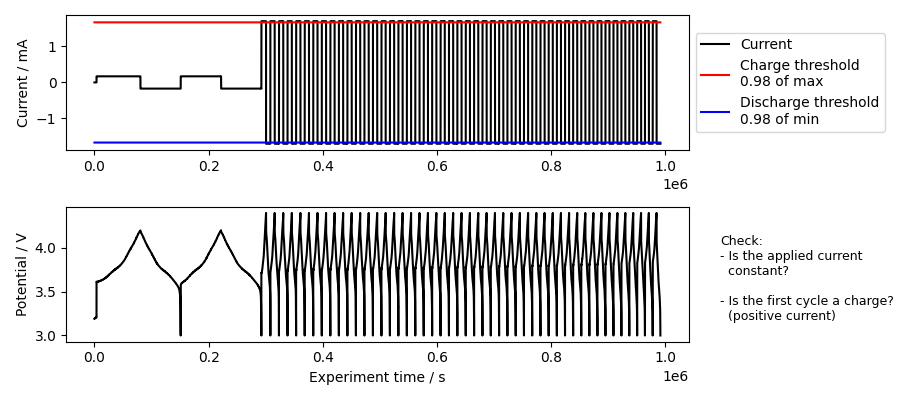 Current / mA
1
0
−1
0.0 0.2 0.4 0.6 0.8 1.0
1e6
Current
Charge threshold
0.98 of max
Discharge threshold
0.98 of min
Potential / V
4.0
3.5
3.0
0.0 0.2 0.4 0.6 0.8 1.0
1e6
Experiment time / s
Check:
- Is the applied current
constant?
- Is the first cycle a charge?
(positive current)